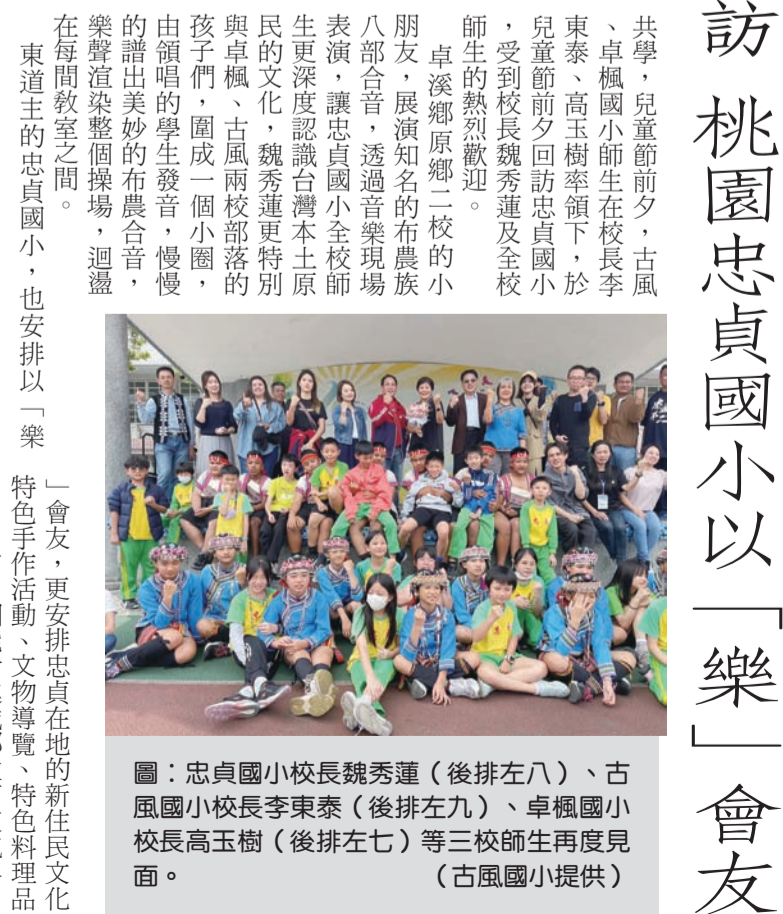 訪 桃園忠貞國小以「樂」會友
共學，兒童節前夕，古風
、卓楓國小師生在校長李
東泰、高玉樹率領下，於
兒童節前夕回訪忠貞國小
，受到校長魏秀蓮及全校
師生的熱烈歡迎。
卓溪鄉原鄉二校的小
朋友，展演知名的布農族
八部合音，透過音樂現場
表演，讓忠貞國小全校師
生更深度認識台灣本土原
民的文化，魏秀蓮更特別
與卓楓、古風兩校部落的
孩子們，圍成一個小圈，
由領唱的學生發音，慢慢
的譜出美妙的布農合音，
樂聲渲染整個操場，迴盪
在每間教室之間。
東道主的忠貞國小，也安排以「樂
」會友，更安排忠貞在地的新住民文化
特色手作活動、文物導覽、特色料理品
圖：忠貞國小校長魏秀蓮（後排左八）、古
風國小校長李東泰（後排左九）、卓楓國小
校長高玉樹（後排左七）等三校師生再度見
面。 （古風國小提供）